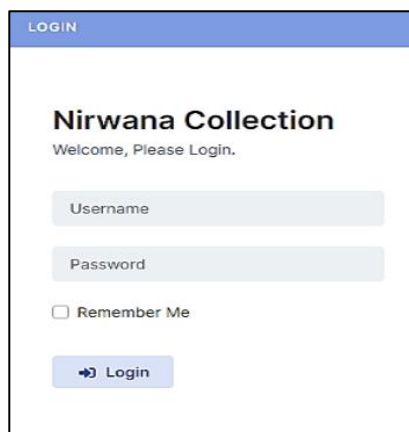 LOGIN
Nirwana Collection
Welcome, Please Login.
Username
Password
Remember Me
Login